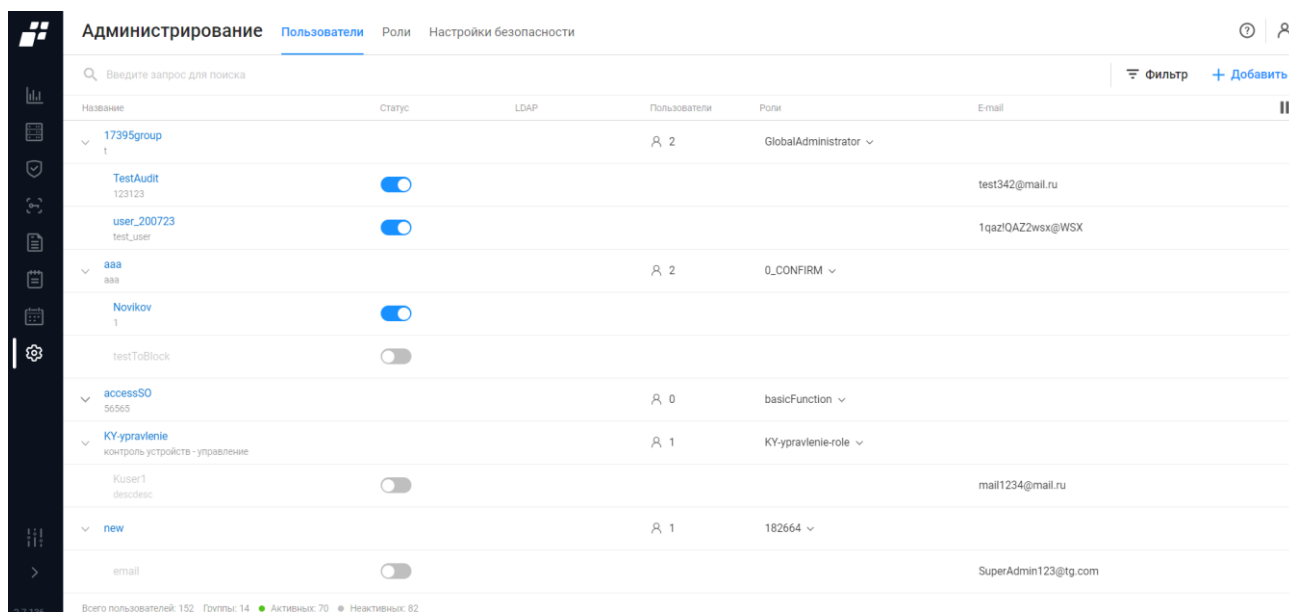 Администрирование Пользователи Роли Настройки безопасности
Введите запрос для поиска Фильтр + Добавить
Название Статус LDAP Пользователи Роли E-mail
17395group 2 GlobalAdministrator
t
TestAudit test342@mail.ru
123123
user_200723 1qaz!QAZ2wsx@WSX
test_user
aaa 2 0_CONFIRM
aaa
Novikov
1
testToBlock
accessSO 0 basicFunction
56565
KY-ypravlenie 1 KY-ypravlenie-role
контроль устройств - управление
Kuser1 mail1234@mail.ru
descdesc
new 1 182664
email SuperAdmin123@tg.com
Всего пользователей: 152 Группы: 14 Активных: 70 Неактивных: 82